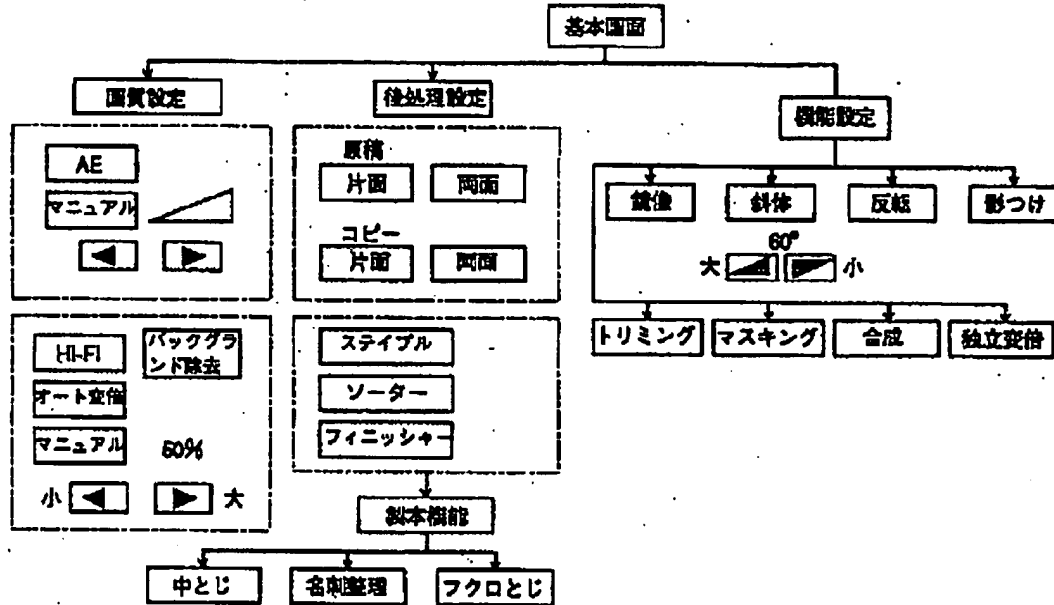 基本画面
画質設定
後処理設定
機能設定
AE
マニュアル
原稿
片面
両面
コピー
片面
両面
鏡像
斜体
反転
影つけ
60°
大
小
トリミング
マスキング
合成
独立変倍
HI-FI
バックグラ
ンド除去
オート変倍
マニュアル
50%
小
大
ステイプル
ソーター
フィニッシャー
製本機能
中とじ
名刺整理
フクロとじ